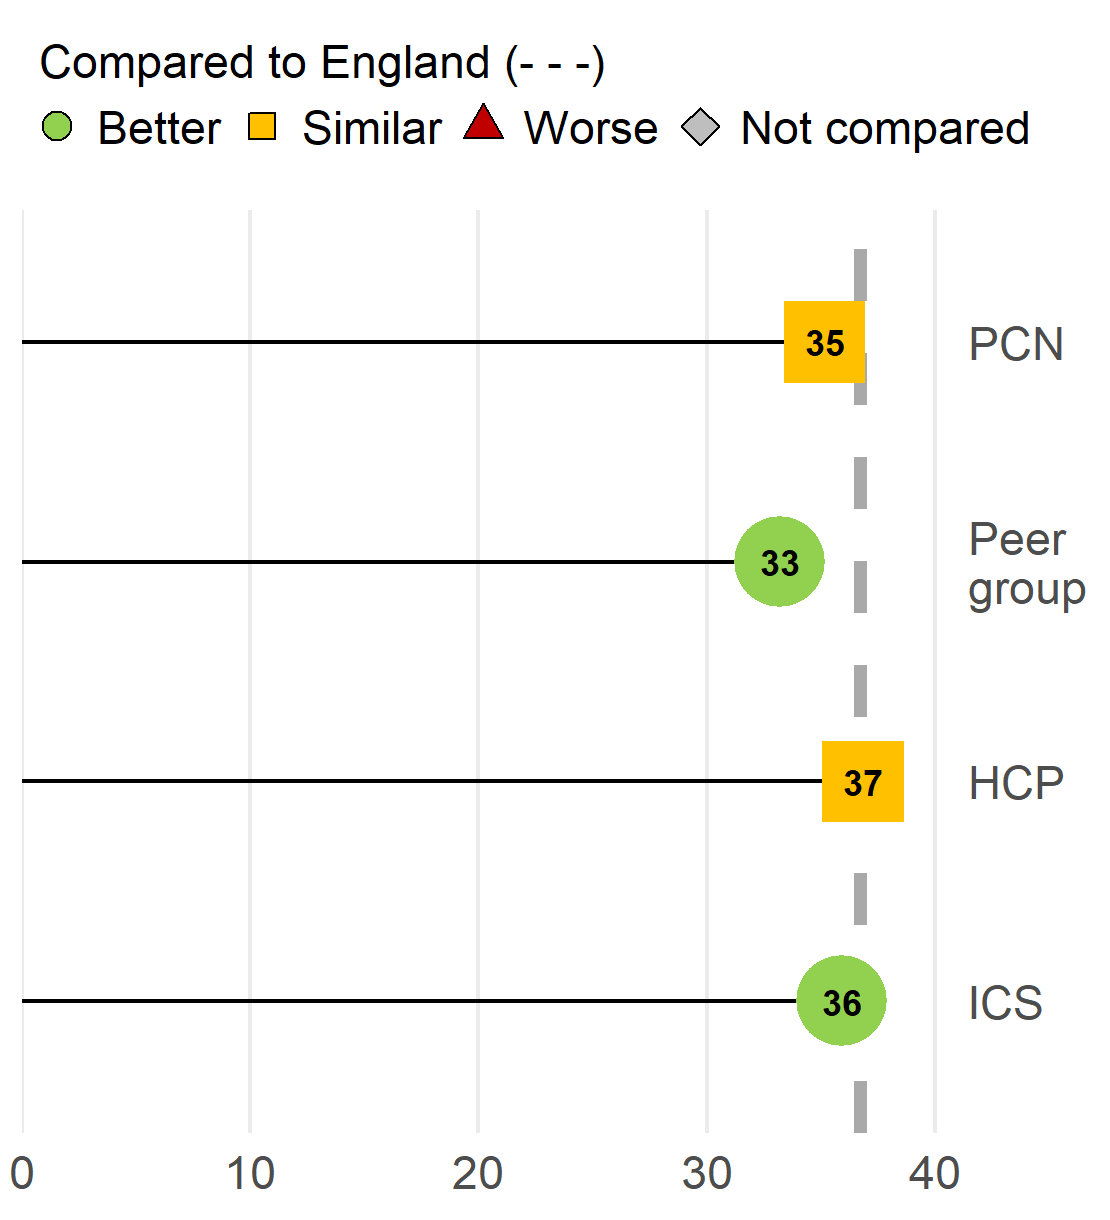 Compared to England (- - -)
Better Similar Worse Not compared
35 PCN
33 Peer
group
37 HCP
36 ICS
0 10 20 30 40